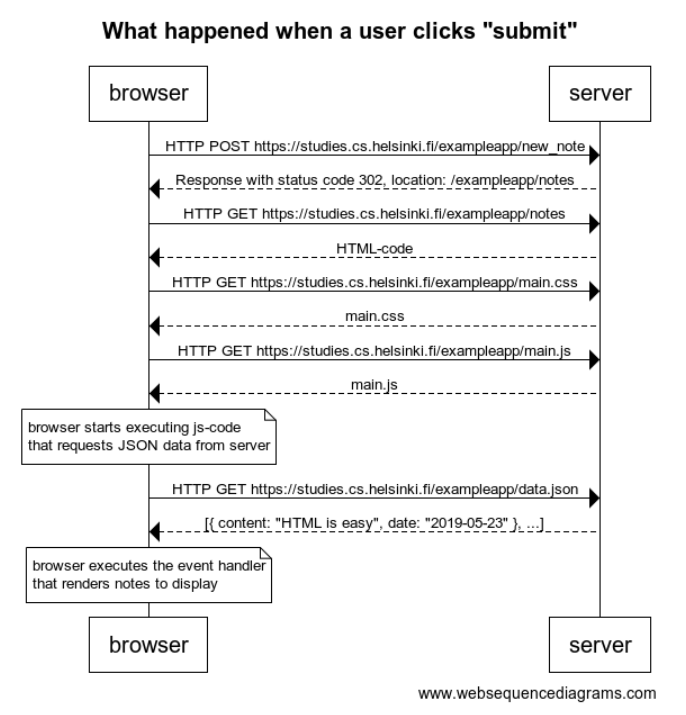 What happened when a user clicks "submit"
browser
server
HTTP POST https://studies.cs.helsinki.fi/exampleapp/new_note
Response with status code 302, location: /exampleapp/notes
HTTP GET https://studies.cs.helsinki.fi/exampleapp/notes
HTML-code
HTTP GET https://studies.cs.helsinki.fi/exampleapp/main.css
main.css
HTTP GET https://studies.cs.helsinki.fi/exampleapp/main.js
main.js
browser starts executing js-code
that requests JSON data from server
HTTP GET https://studies.cs.helsinki.fi/exampleapp/data.json
[{ content: "HTML is easy", date: "2019-05-23" }, ...]
browser executes the event handler
that renders notes to display
browser
server
www.websequencediagrams.com